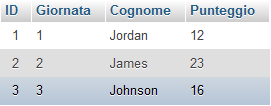 ID Giornata Cognome Punteggio
1 1 Jordan 12
2 2 James 23
3 3 Johnson 16